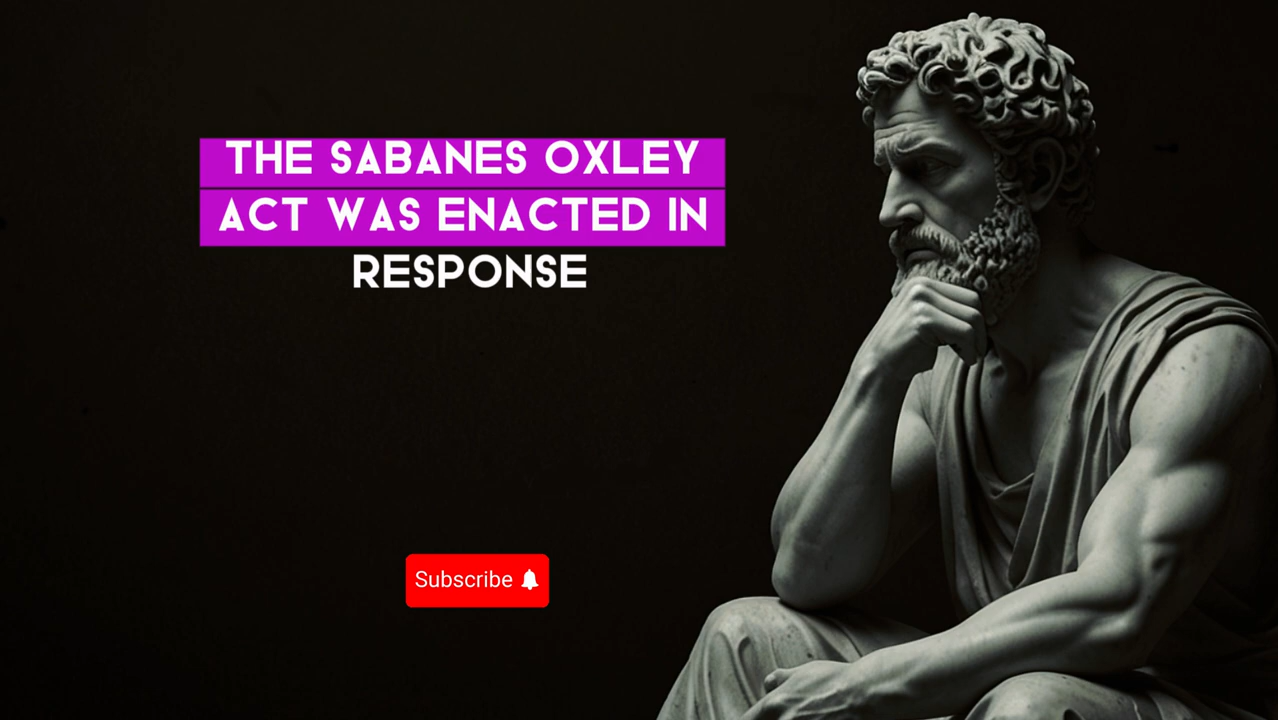 THE SABANES OXLEY
ACT WAS ENACTED IN
RESPONSE
Subscribe